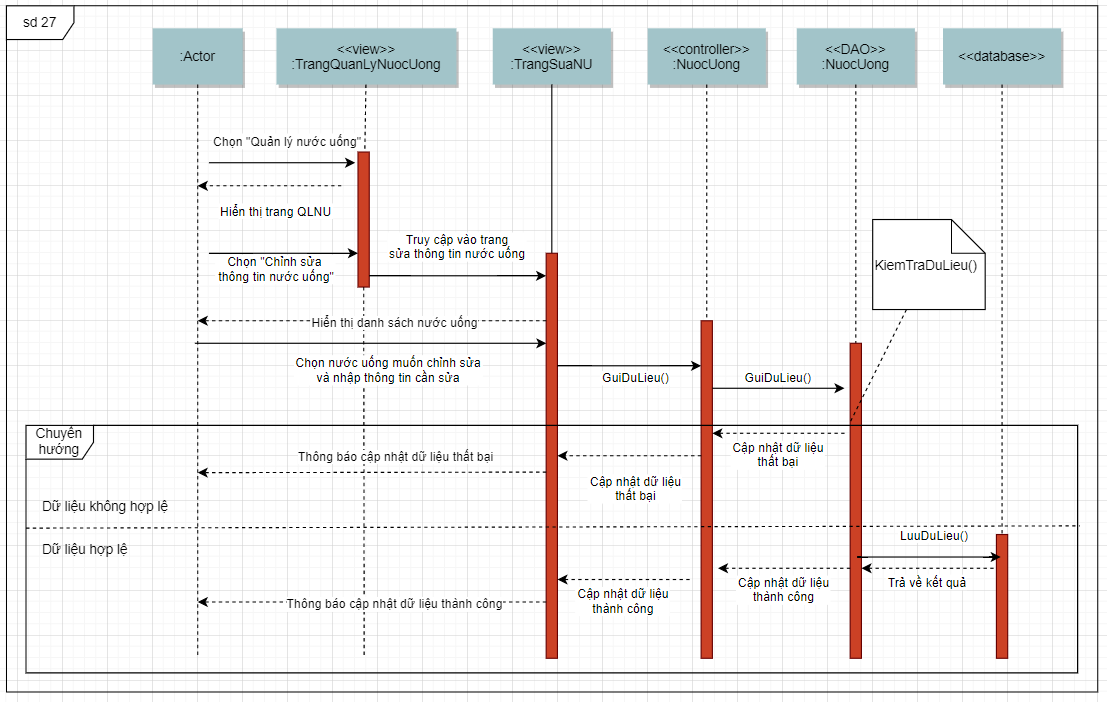 sd 27
:Actor
<<view>>
:TrangQuanLyNuocUong
<<view>>
:TrangSuaNU
<<controller>>
:NuocUong
<<DAO>>
:NuocUong
<<database>>
Chọn "Quản lý nước uống"
Hiển thị trang QLNU
Chọn "Chỉnh sửa
thông tin nước uống"
Truy cập vào trang
sửa thông tin nước uống
KiemTraDuLieu()
Hiển thị danh sách nước uống
Chọn nước uống muốn chỉnh sửa
và nhập thông tin cần sửa
GuiDuLieu()
GuiDuLieu()
Chuyển
hướng
Cập nhật dữ liệu
thất bại
Thông báo cập nhật dữ liệu thất bại
Cập nhật dữ liệu
thất bại
Dữ liệu không hợp lệ
Dữ liệu hợp lệ
LuuDuLieu()
Trả về kết quả
Cập nhật dữ liệu
thành công
Cập nhật dữ liệu
thành công
Thông báo cập nhật dữ liệu thành công